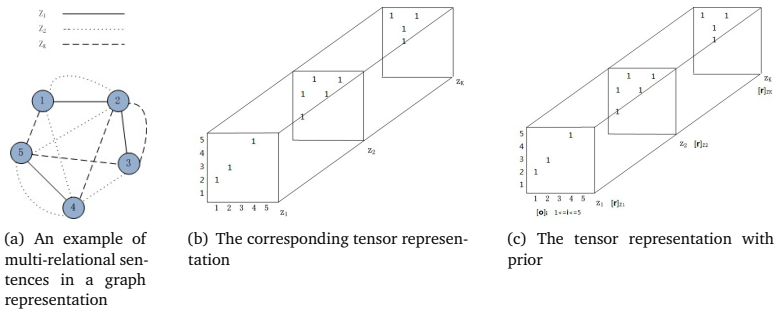 Z₁
Z₂
Zₖ
1
2
3
4
5
1 1
1
1
Zₖ
1 1
1 1
1
Z₂
5
4
3
2
1
1
1
1
1 2 3 4 5
Z₁
1 1
1
1
Zₖ
[r]zₖ
1 1
1 1
1
Z₂ [r]z₂
5
4
3
2
1
1
1
1
1 2 3 4 5
Z₁ [r]z₁
[o]ᵢ 1<=i<=5
(a) An example of
multi-relational sen-
tences in a graph
representation
(b) The corresponding tensor represen-
tation
(c) The tensor representation with
prior